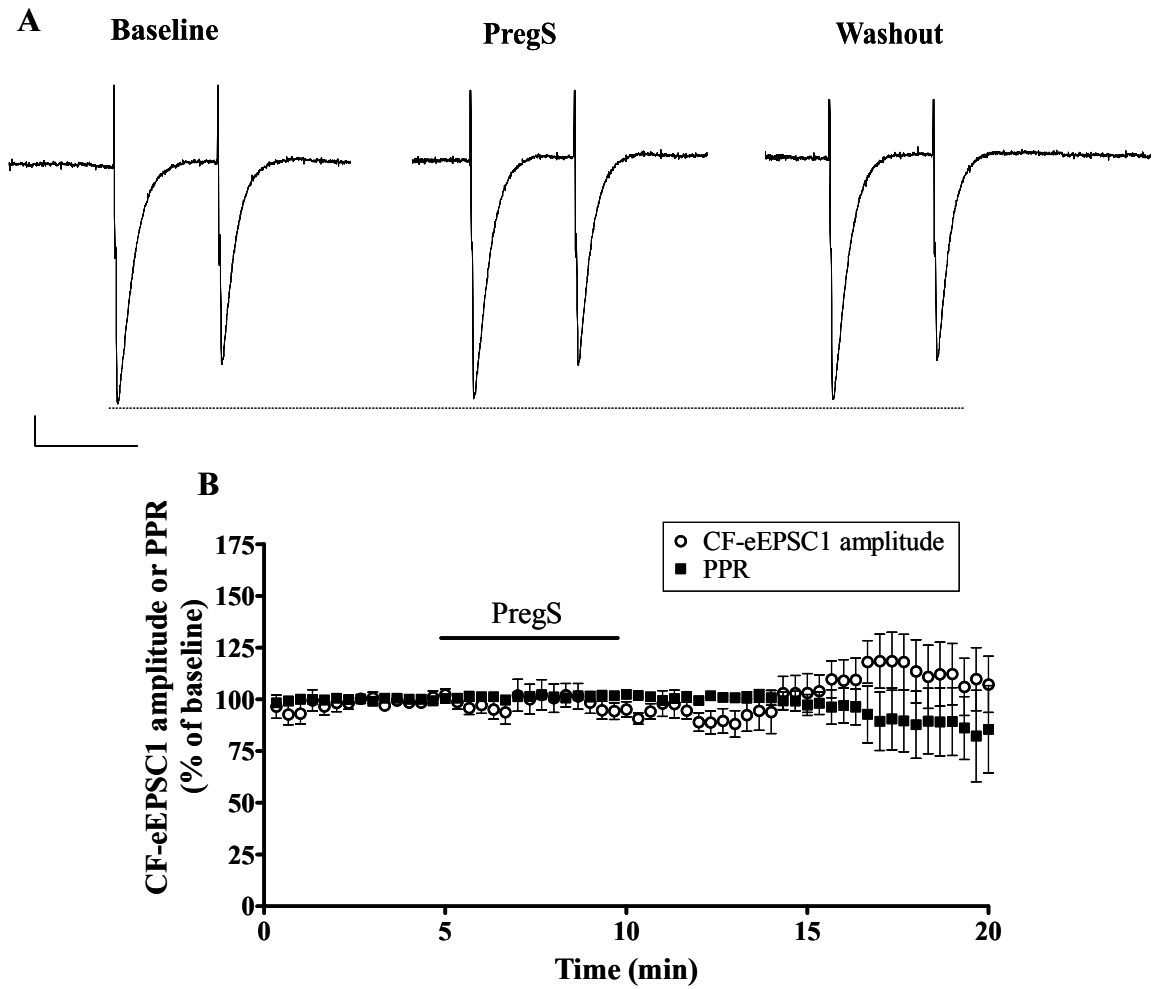 A
Baseline
PregS
Washout
B
CF-eEPSC1 amplitude or PPR
(% of baseline)
175
150
125
100
75
50
25
0
CF-eEPSC1 amplitude
PPR
PregS
0
5
10
15
20
Time (min)